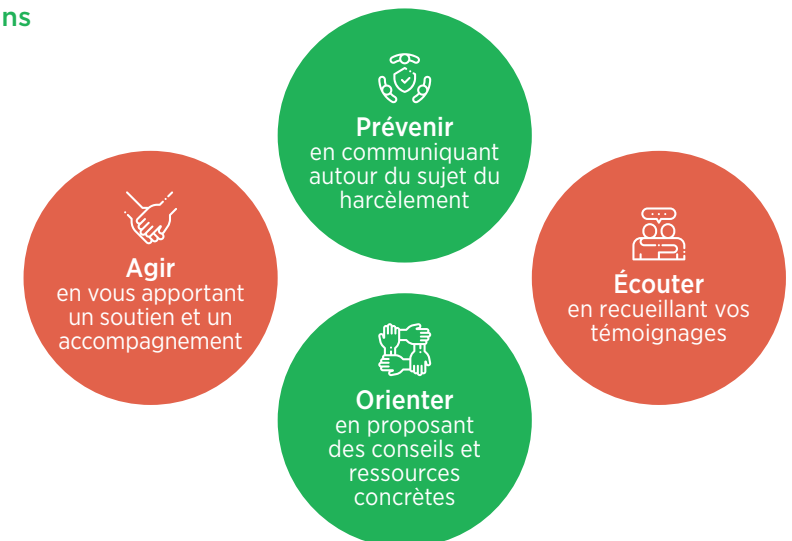 ns
Prévenir
en communiquant
autour du sujet du
harcèlement
Agir
en vous apportant
un soutien et un
accompagnement
Écouter
en recueillant vos
témoignages
Orienter
en proposant
des conseils et
ressources
concrètes